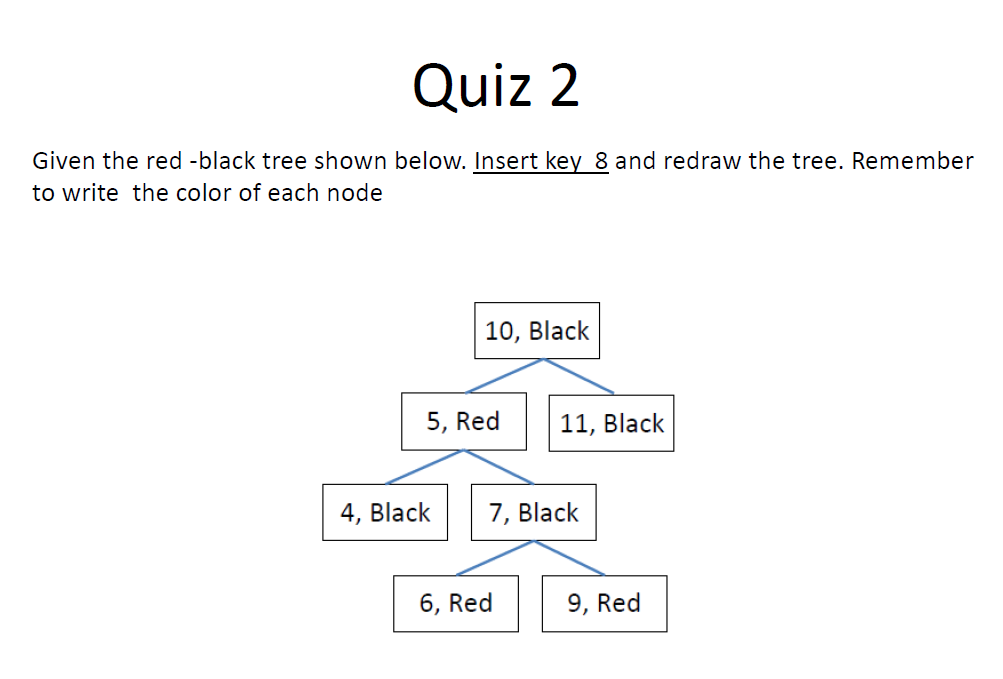 Quiz 2
Given the red -black tree shown below. Insert key  8 and redraw the tree. Remember
to write  the color of each node
10, Black
5, Red
11, Black
4, Black
7, Black
6, Red
9, Red